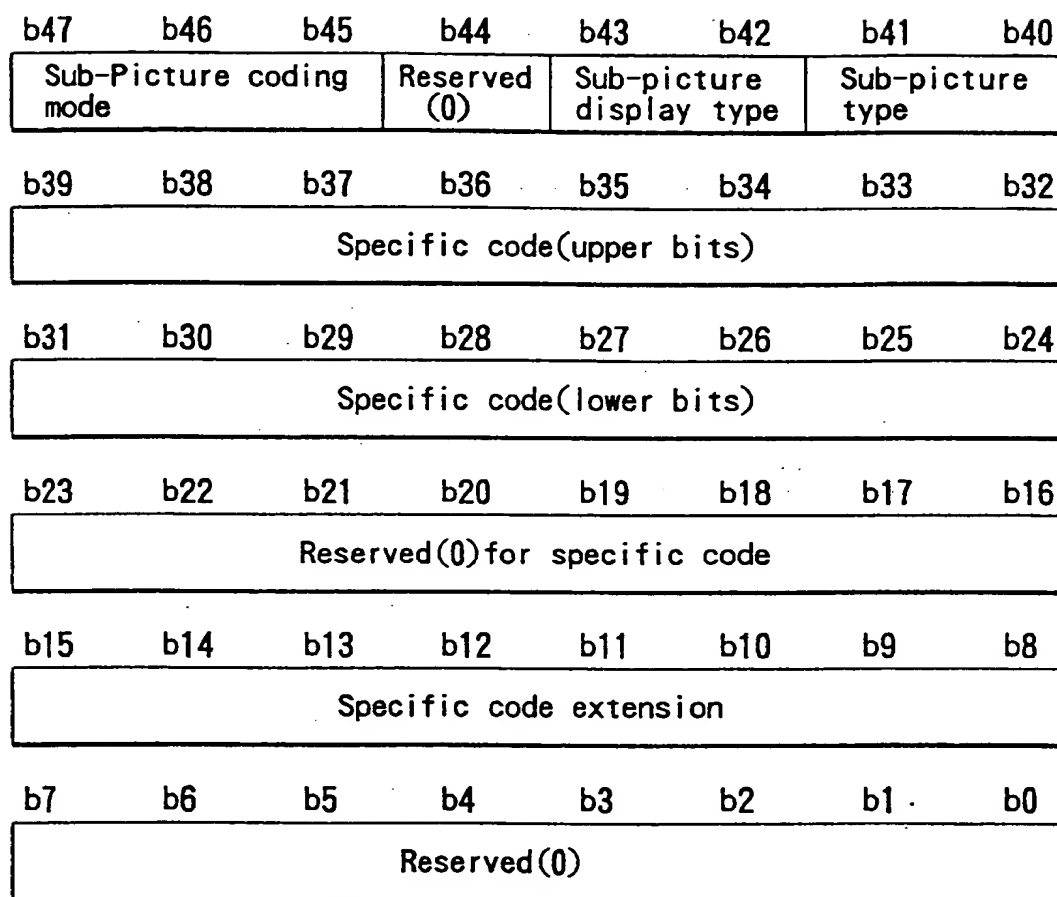 b47 b46 b45 b44 b43 b42 b41 b40
Sub-Picture coding mode Reserved (0) Sub-picture display type Sub-picture type
b39 b38 b37 b36 b35 b34 b33 b32
Specific code(upper bits)
b31 b30 b29 b28 b27 b26 b25 b24
Specific code(lower bits)
b23 b22 b21 b20 b19 b18 b17 b16
Reserved(0)for specific code
b15 b14 b13 b12 b11 b10 b9 b8
Specific code extension
b7 b6 b5 b4 b3 b2 b1 b0
Reserved(0)